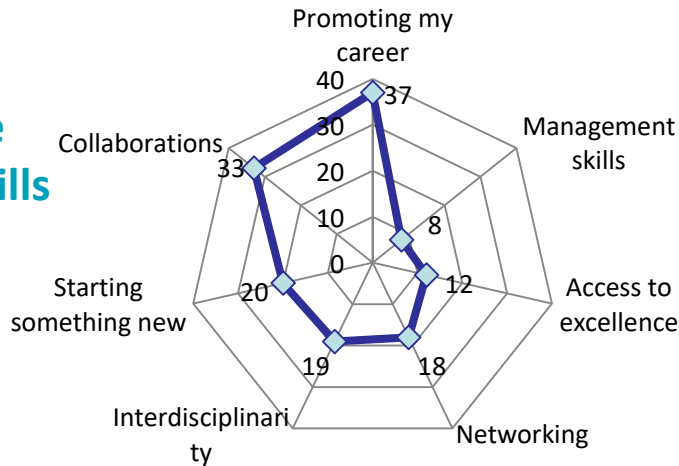 Promoting my
career
40
37
30
20
10
0
Management
skills
8
Access to
excellence
12
Networking
18
Interdisciplinari
ty
19
Starting
something new
20
Collaborations
33
e
ills